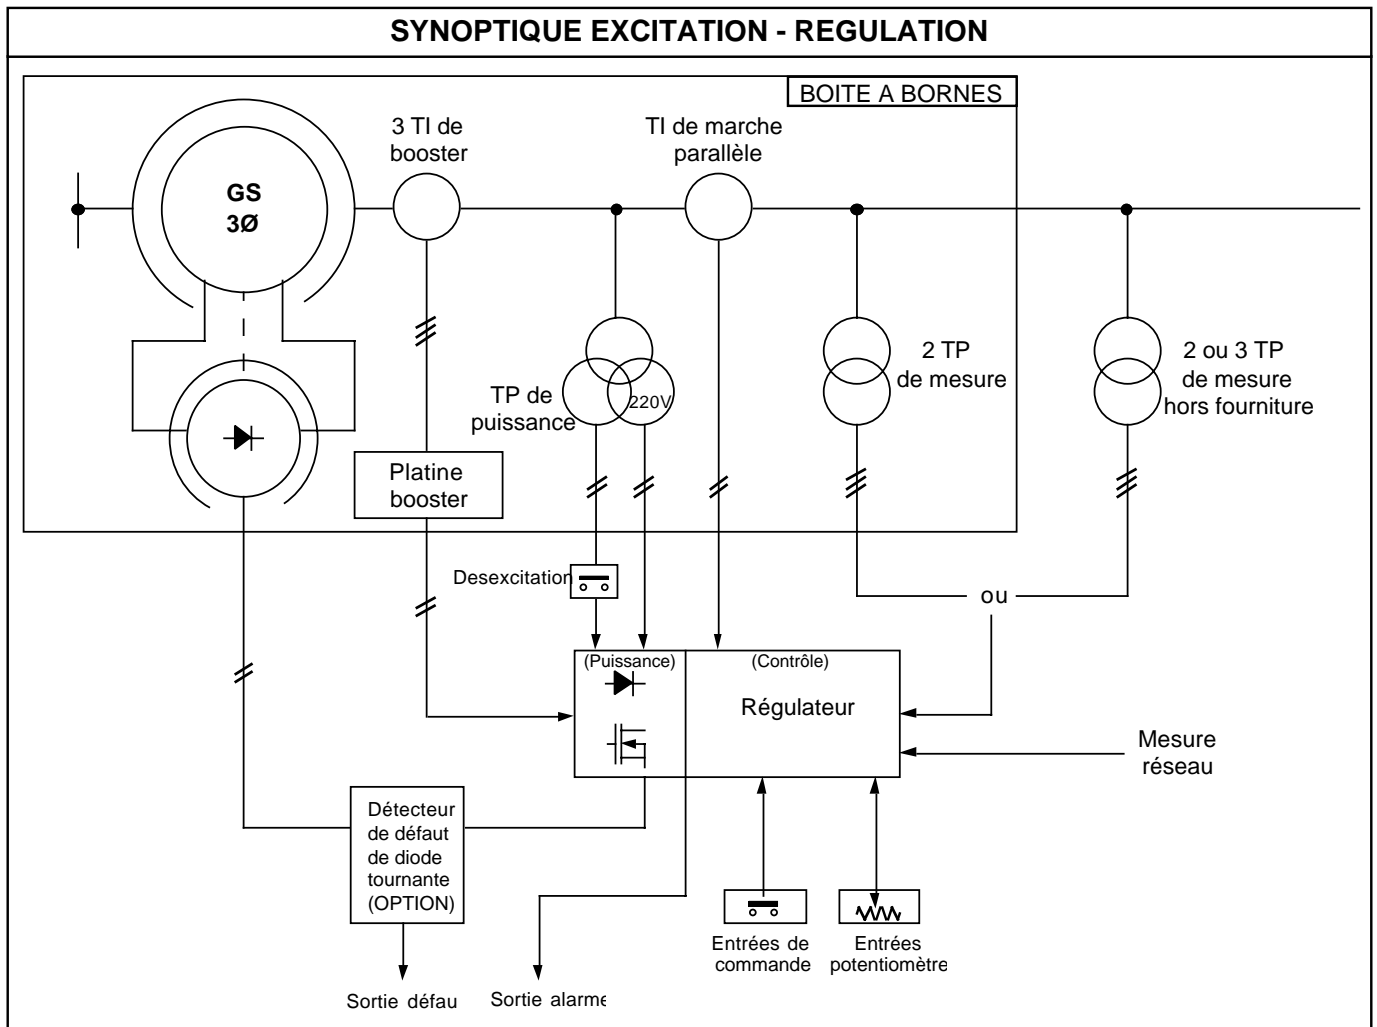 SYNOPTIQUE EXCITATION - REGULATION
BOITE A BORNES
3 TI de
booster
TI de marche
parallèle
GS
3Ø
2 TP
de mesure
2 ou 3 TP
de mesure
hors fourniture
TP de
puissance
220V
Platine
booster
Desexcitation
ou
(Puissance)
(Contrôle)
Régulateur
Mesure
réseau
Détecteur
de défaut
de diode
tournante
(OPTION)
Entrées de
commande
Entrées
potentiomètre
Sortie défau
Sortie alarme